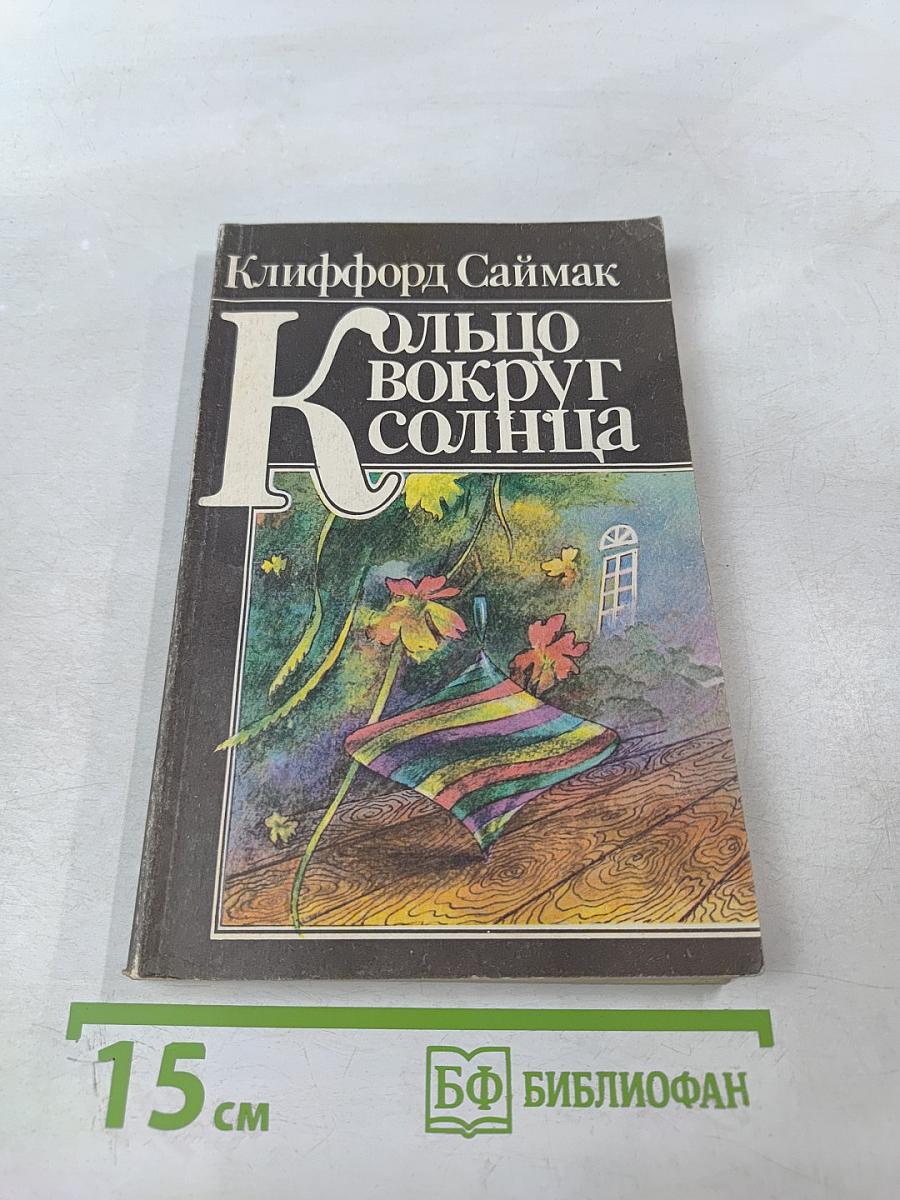 Клиффорд Саймак
Кольцо
вокруг
солнца
15 см
БФ БИБЛИОФАН